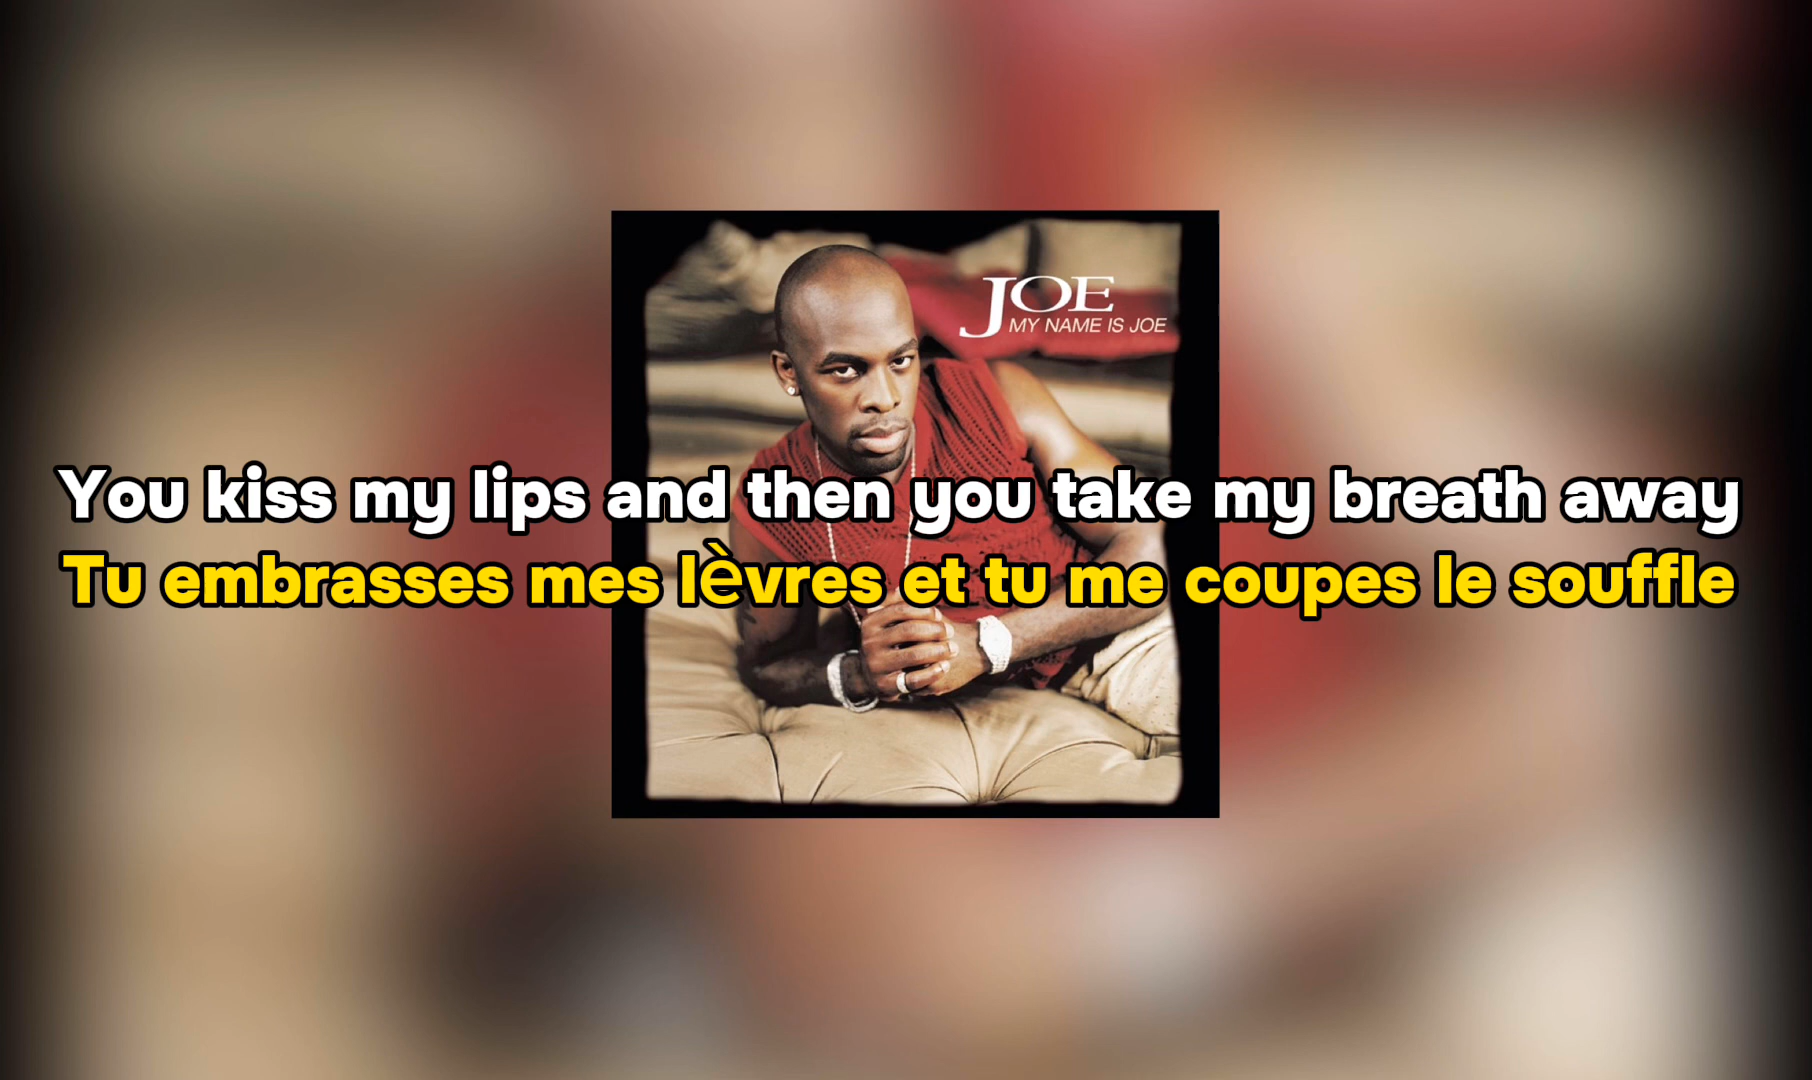 JOE
MY NAME IS JOE
You kiss my lips and then you take my breath away
Tu embrasses mes lèvres et tu me coupes le souffle